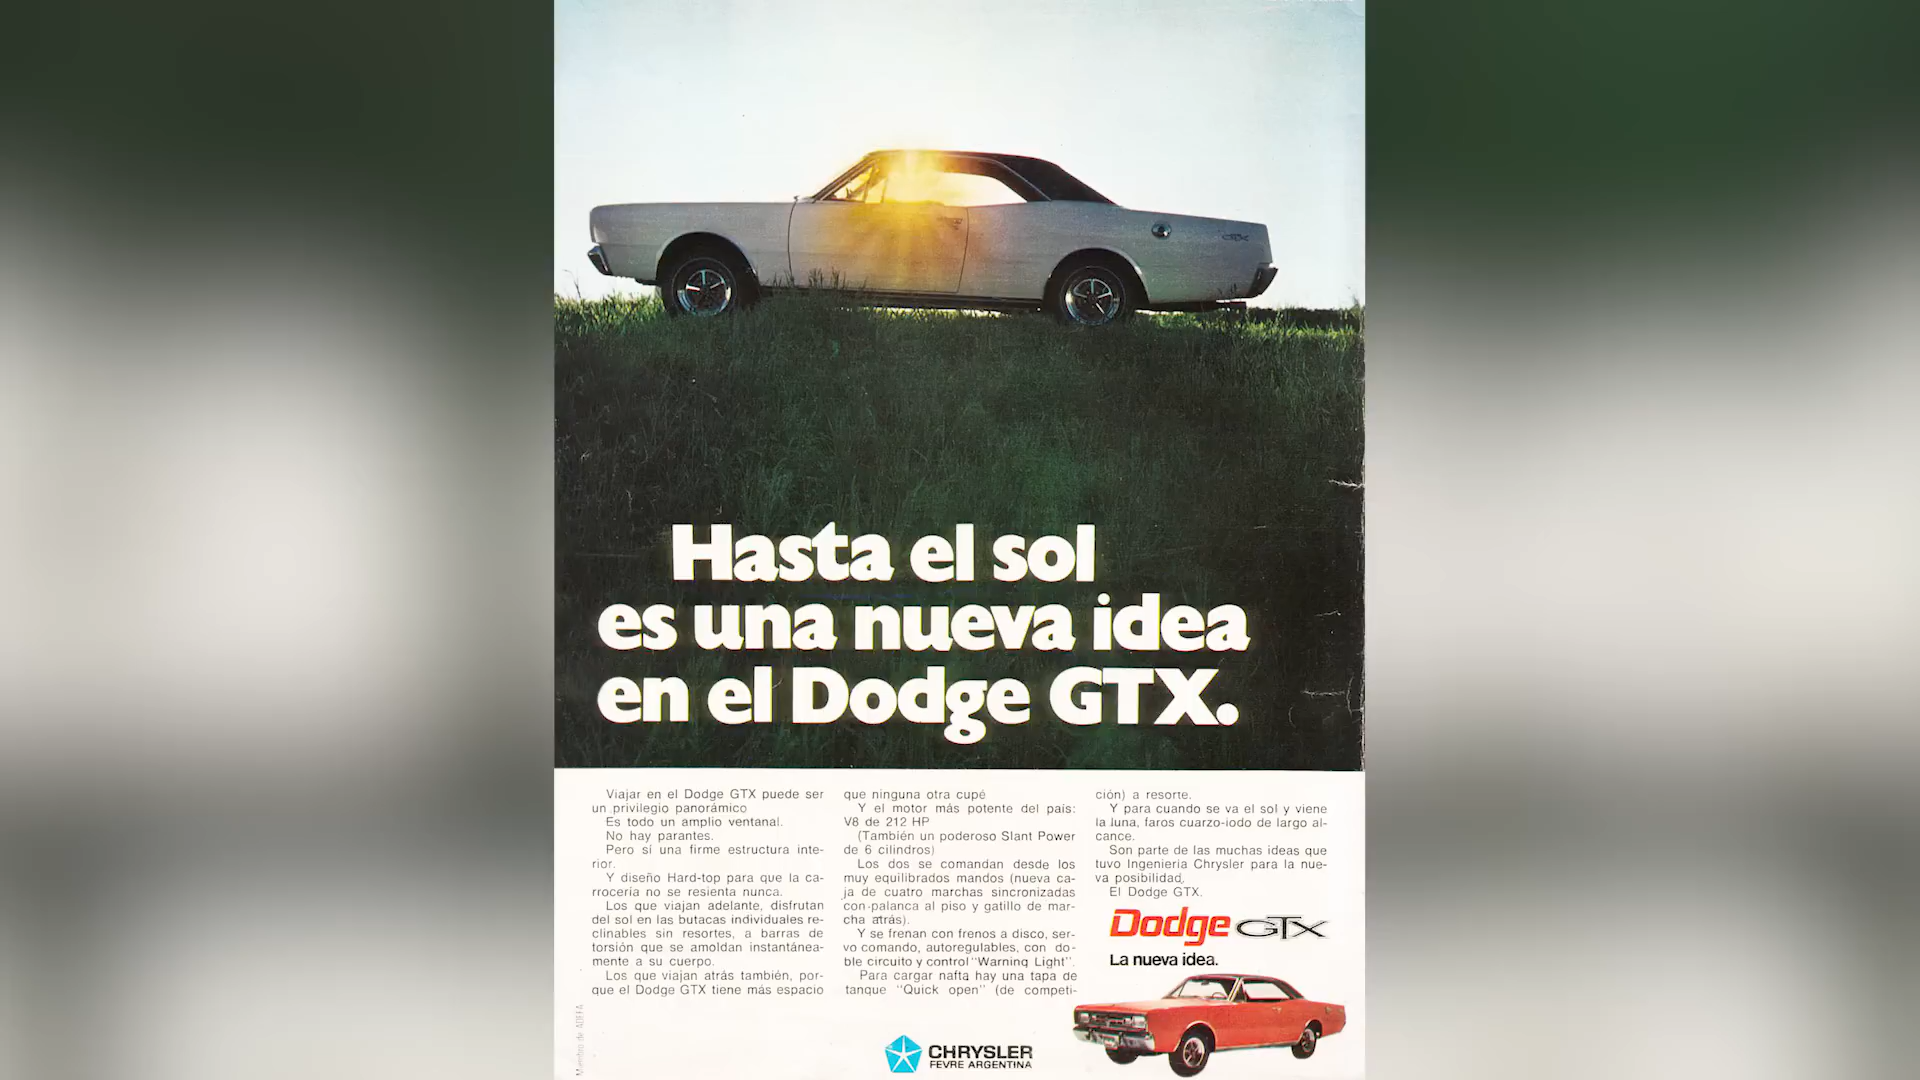 GTX
Hasta el sol
es una nueva idea
en el Dodge GTX.
Viajar en el Dodge GTX puede ser
un privilegio panorámico
Es todo un amplio ventanal.
No hay parantes.
Pero sí una firme estructura inte-
rior.
Y diseño Hard-top para que la ca-
rrocería no se resienta nunca.
Los que viajan adelante, disfrutan
del sol en las butacas individuales re-
clinables sin resortes, a barras de
torsión que se amoldan instantánea-
mente a su cuerpo.
Los que viajan atrás también, por-
que el Dodge GTX tiene más espacio
que ninguna otra cupé
Y el motor más potente del país:
V8 de 212 HP
(También un poderoso Slant Power
de 6 cilindros)
Los dos se comandan desde los
muy equilibrados mandos (nueva ca-
ja de cuatro marchas sincronizadas
con palanca al piso y gatillo de mar-
cha atrás).
Y se frenan con frenos a disco, ser-
vo comando, autoregulables, con do-
ble circuito y control "Warning Light".
Para cargar nafta hay una tapa de
tanque "Quick open" (de competi-
ción) a resorte.
Y para cuando se va el sol y viene
la luna, faros cuarzo-iodo de largo al-
cance.
Son parte de las muchas ideas que
tuvo Ingeniería Chrysler para la nue-
va posibilidad,
El Dodge GTX.
Dodge GTX
La nueva idea.
CHRYSLER
FEVRE ARGENTINA
Miembro de ADEFA